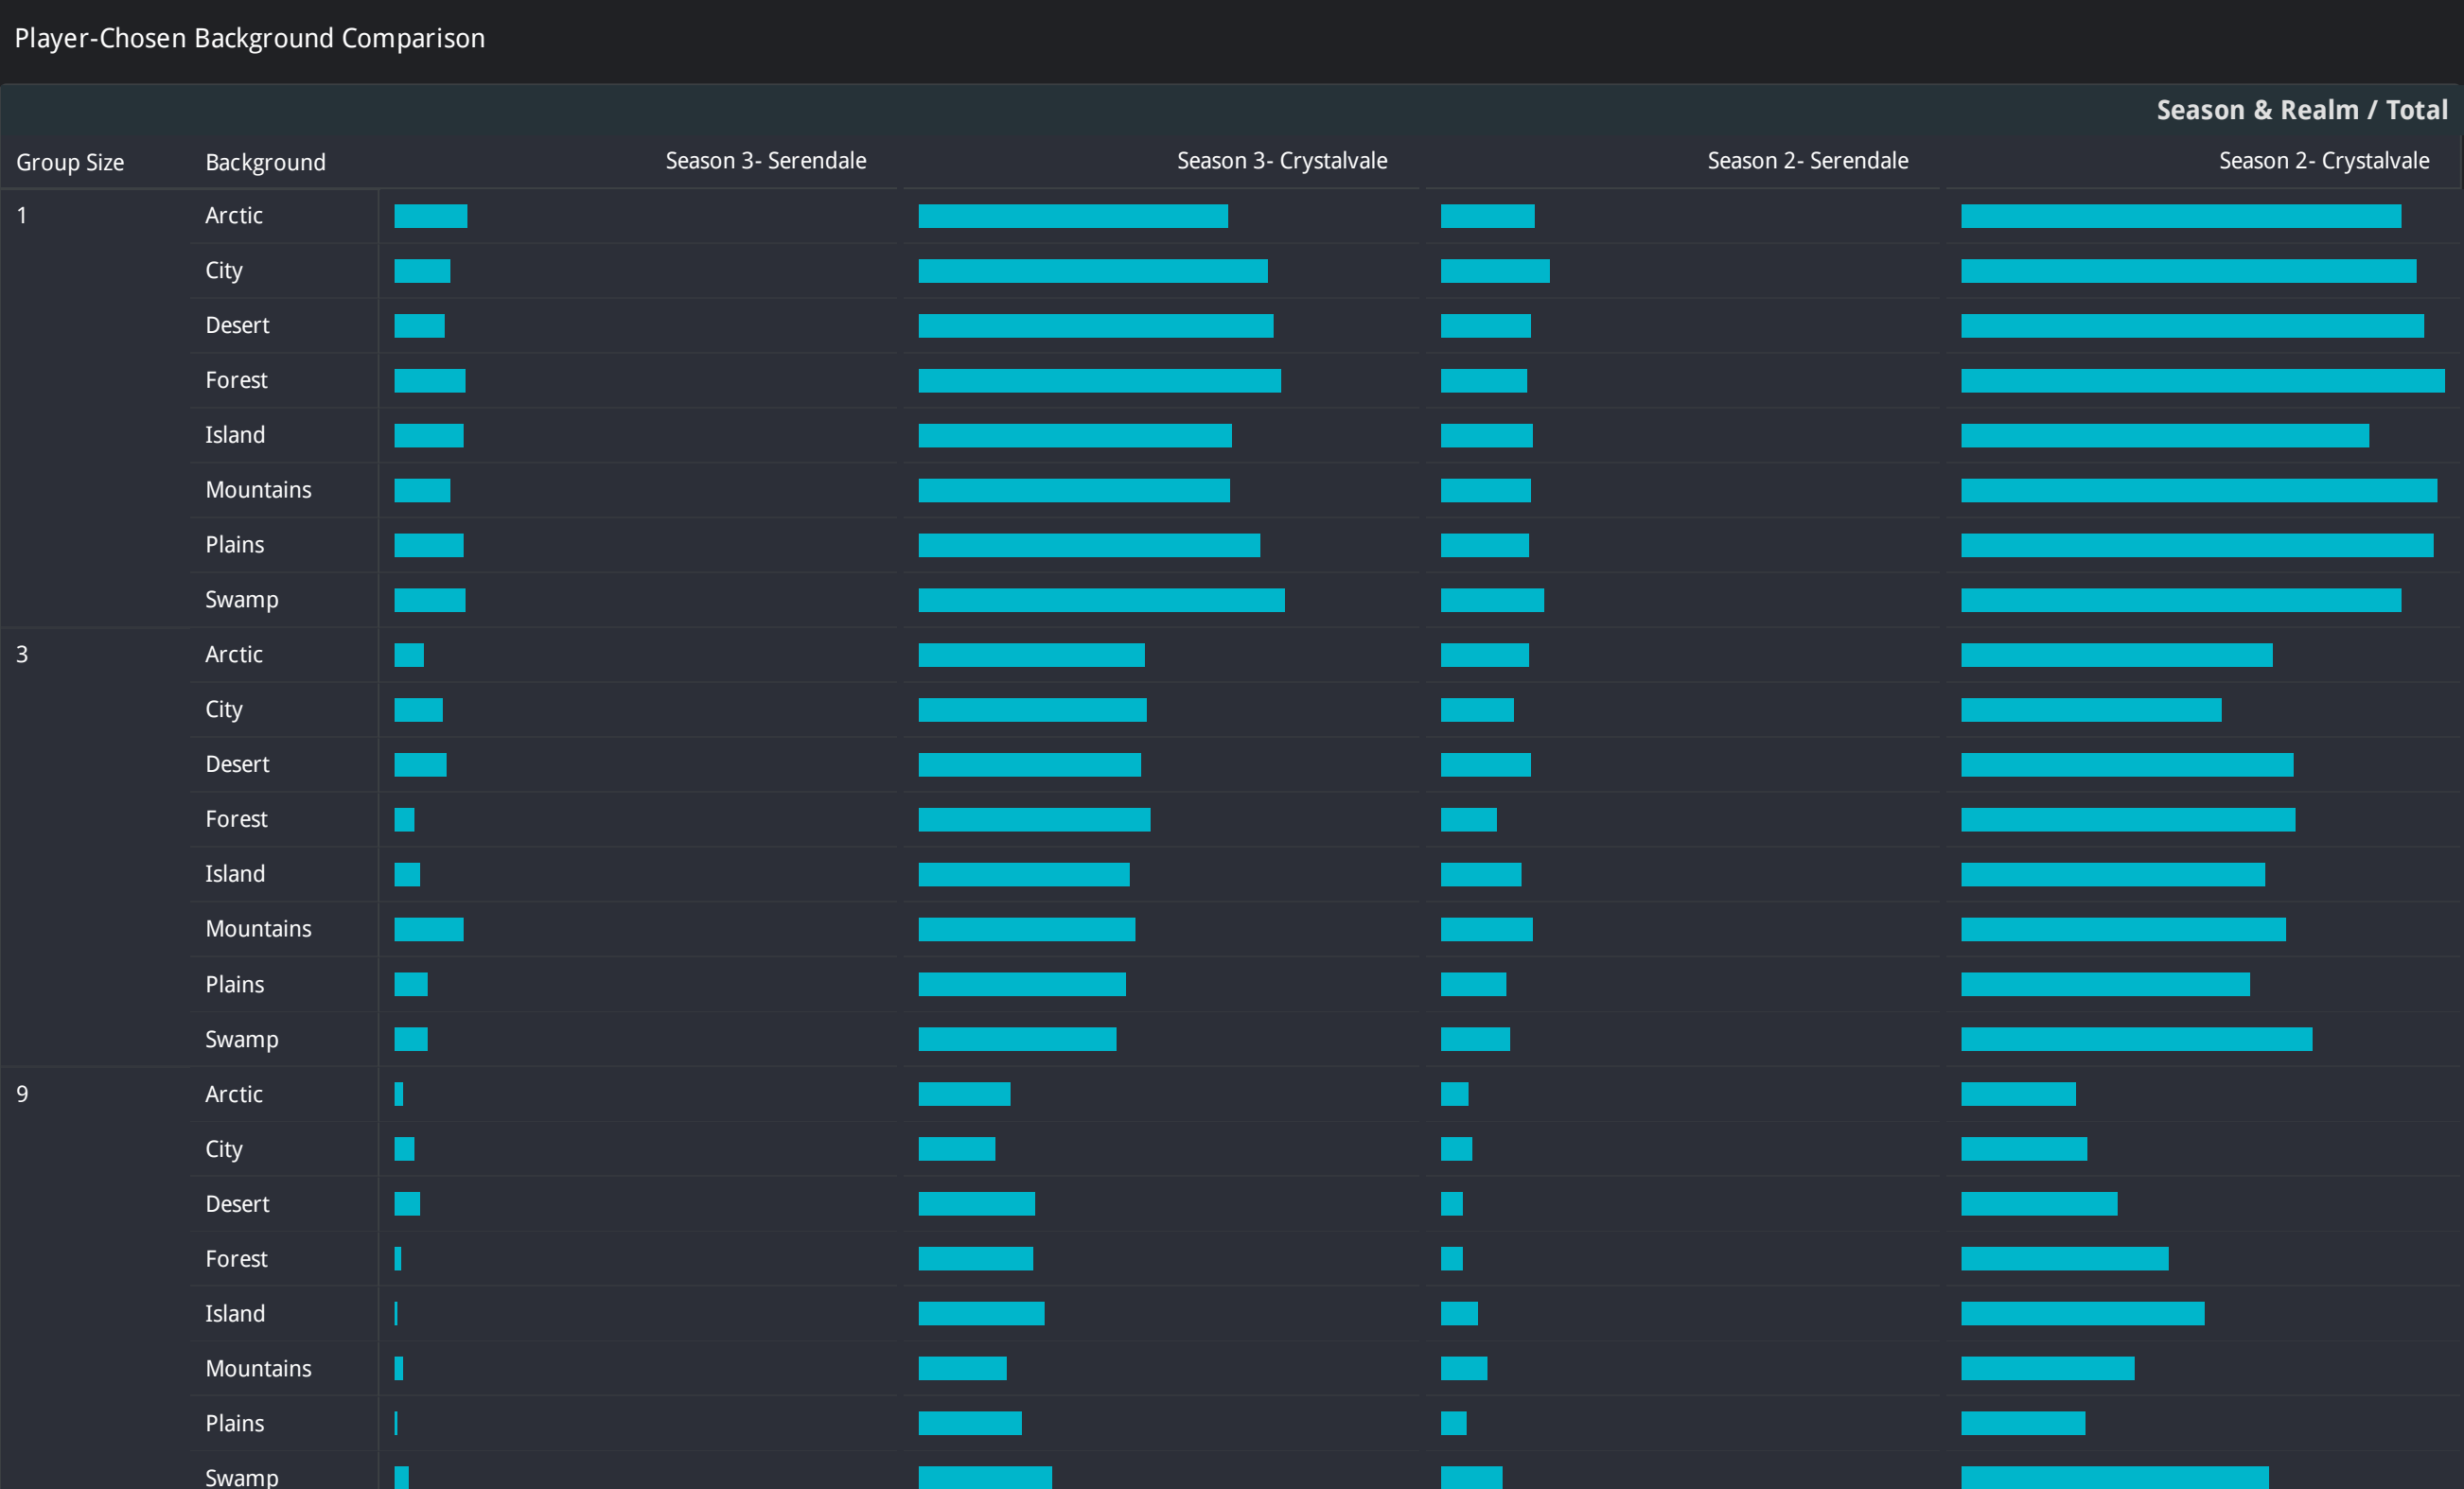 Player-Chosen Background Comparison
Season & Realm / Total
Group Size Background Season 3- Serendale Season 3- Crystalvale Season 2- Serendale Season 2- Crystalvale
1 Arctic
City
Desert
Forest
Island
Mountains
Plains
Swamp
3 Arctic
City
Desert
Forest
Island
Mountains
Plains
Swamp
9 Arctic
City
Desert
Forest
Island
Mountains
Plains
Swamp